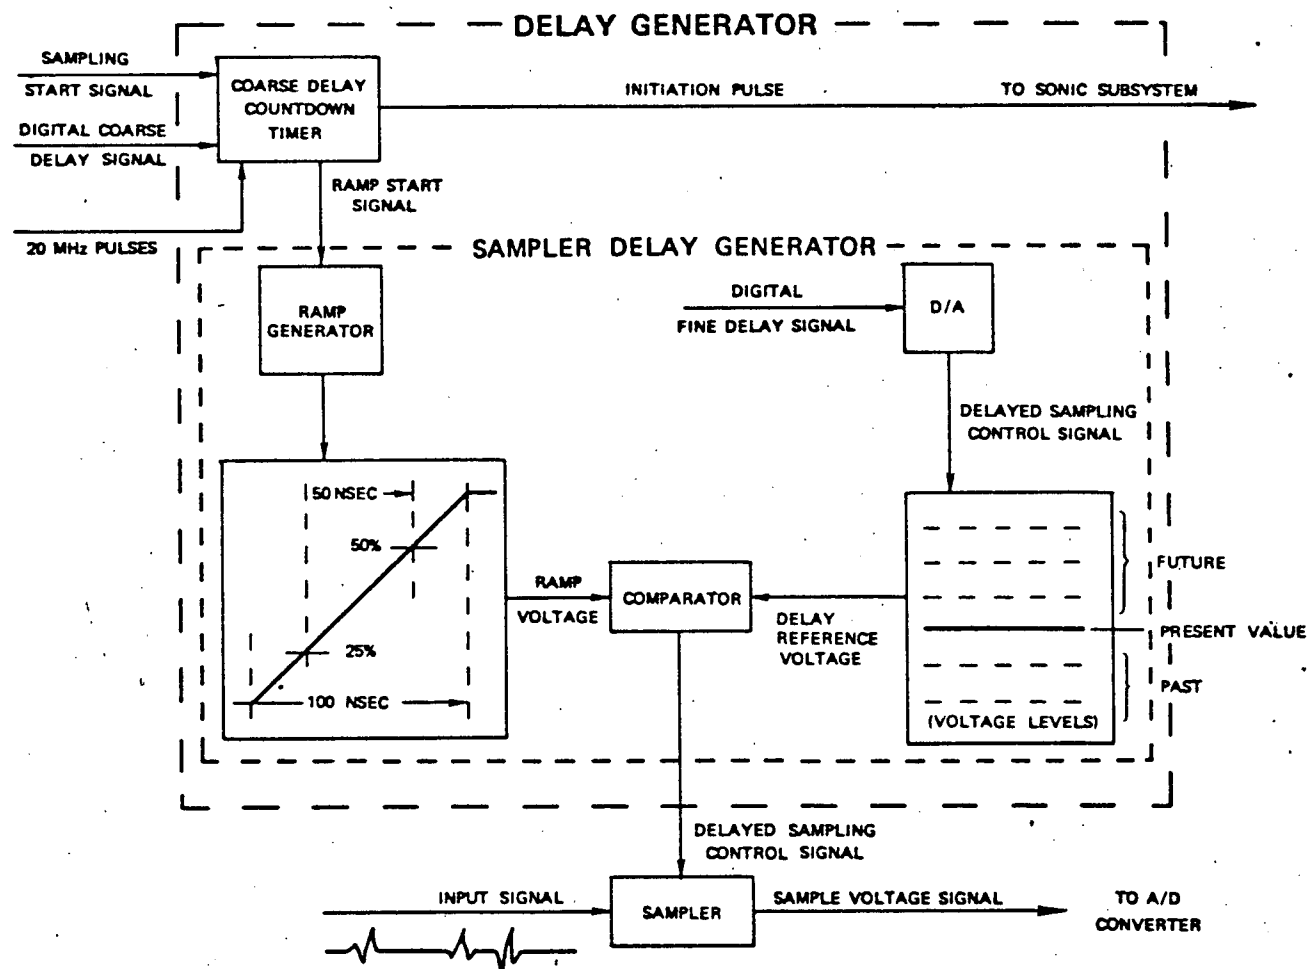 DELAY GENERATOR
SAMPLING
START SIGNAL
DIGITAL COARSE
DELAY SIGNAL
20 MHz PULSES
COARSE DELAY
COUNTDOWN
TIMER
INITIATION PULSE
TO SONIC SUBSYSTEM
RAMP START
SIGNAL
SAMPLER DELAY GENERATOR
RAMP
GENERATOR
DIGITAL
FINE DELAY SIGNAL
D/A
DELAYED SAMPLING
CONTROL SIGNAL
50 NSEC
50%
25%
100 NSEC
RAMP
VOLTAGE
COMPARATOR
DELAY
REFERENCE
VOLTAGE
FUTURE
PRESENT VALUE
PAST
(VOLTAGE LEVELS)
DELAYED SAMPLING
CONTROL SIGNAL
INPUT SIGNAL
SAMPLER
SAMPLE VOLTAGE SIGNAL
TO A/D
CONVERTER